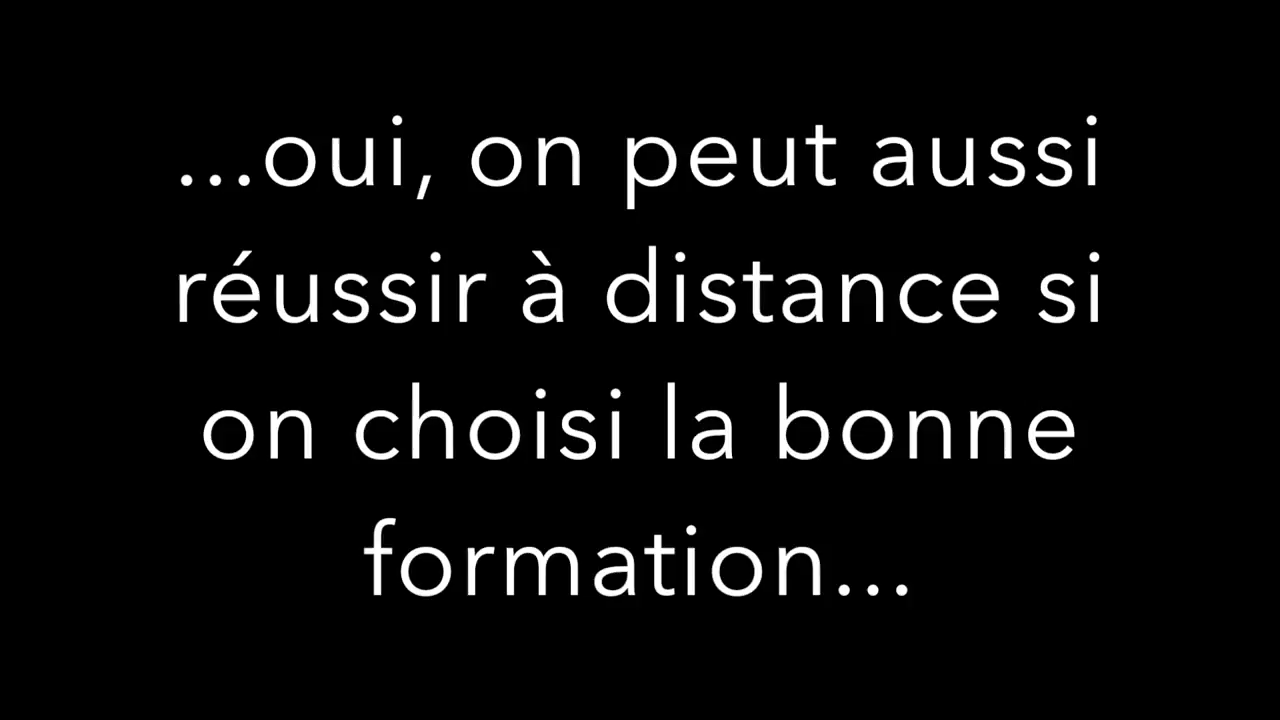 ...oui, on peut aussi
réussir à distance si
on choisi la bonne
formation...